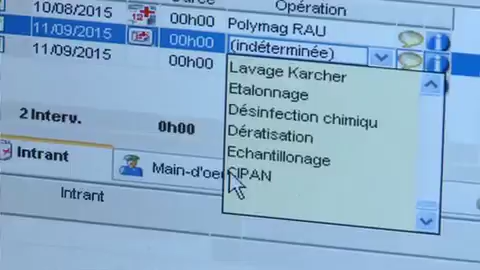 Opération
10/08/2015 00h00 Polymag RAU
11/09/2015 00h00 (indéterminée)
11/09/2015 00h00
Lavage Karcher
Etalonnage
Désinfection chimiqu
Dératisation
Echantillonage
CIPAN
2 Interv. 0h00
Intrant Main-d'oe
Intrant